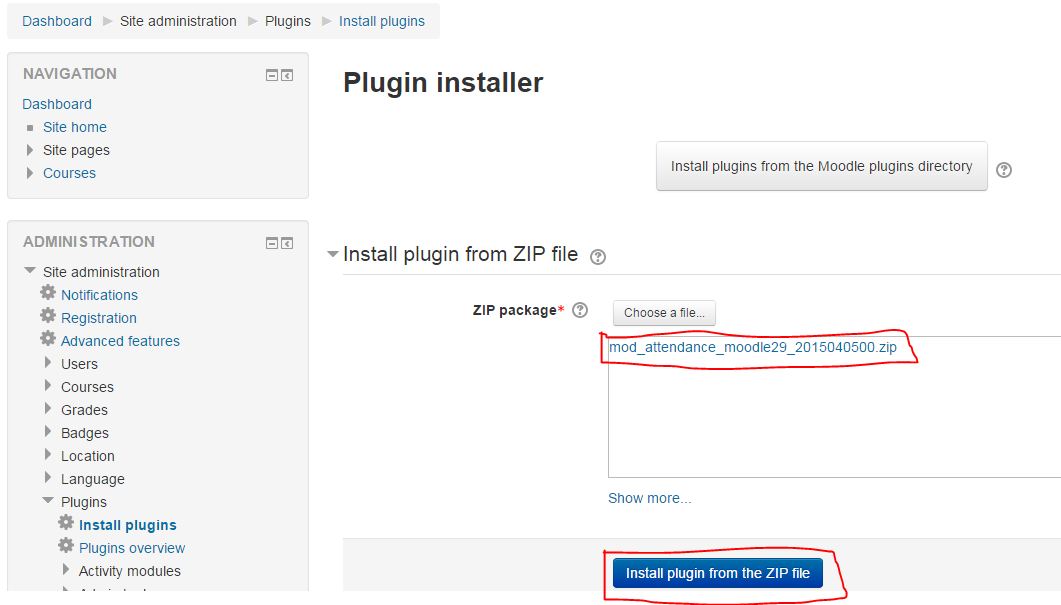 Dashboard Site administration Plugins Install plugins
NAVIGATION
Dashboard
Site home
Site pages
Courses
ADMINISTRATION
Site administration
Notifications
Registration
Advanced features
Users
Courses
Grades
Badges
Location
Language
Plugins
Install plugins
Plugins overview
Activity modules
Plugin installer
Install plugins from the Moodle plugins directory
Install plugin from ZIP file
ZIP package* Choose a file...
mod_attendance_moodle29_2015040500.zip
Show more...
Install plugin from the ZIP file